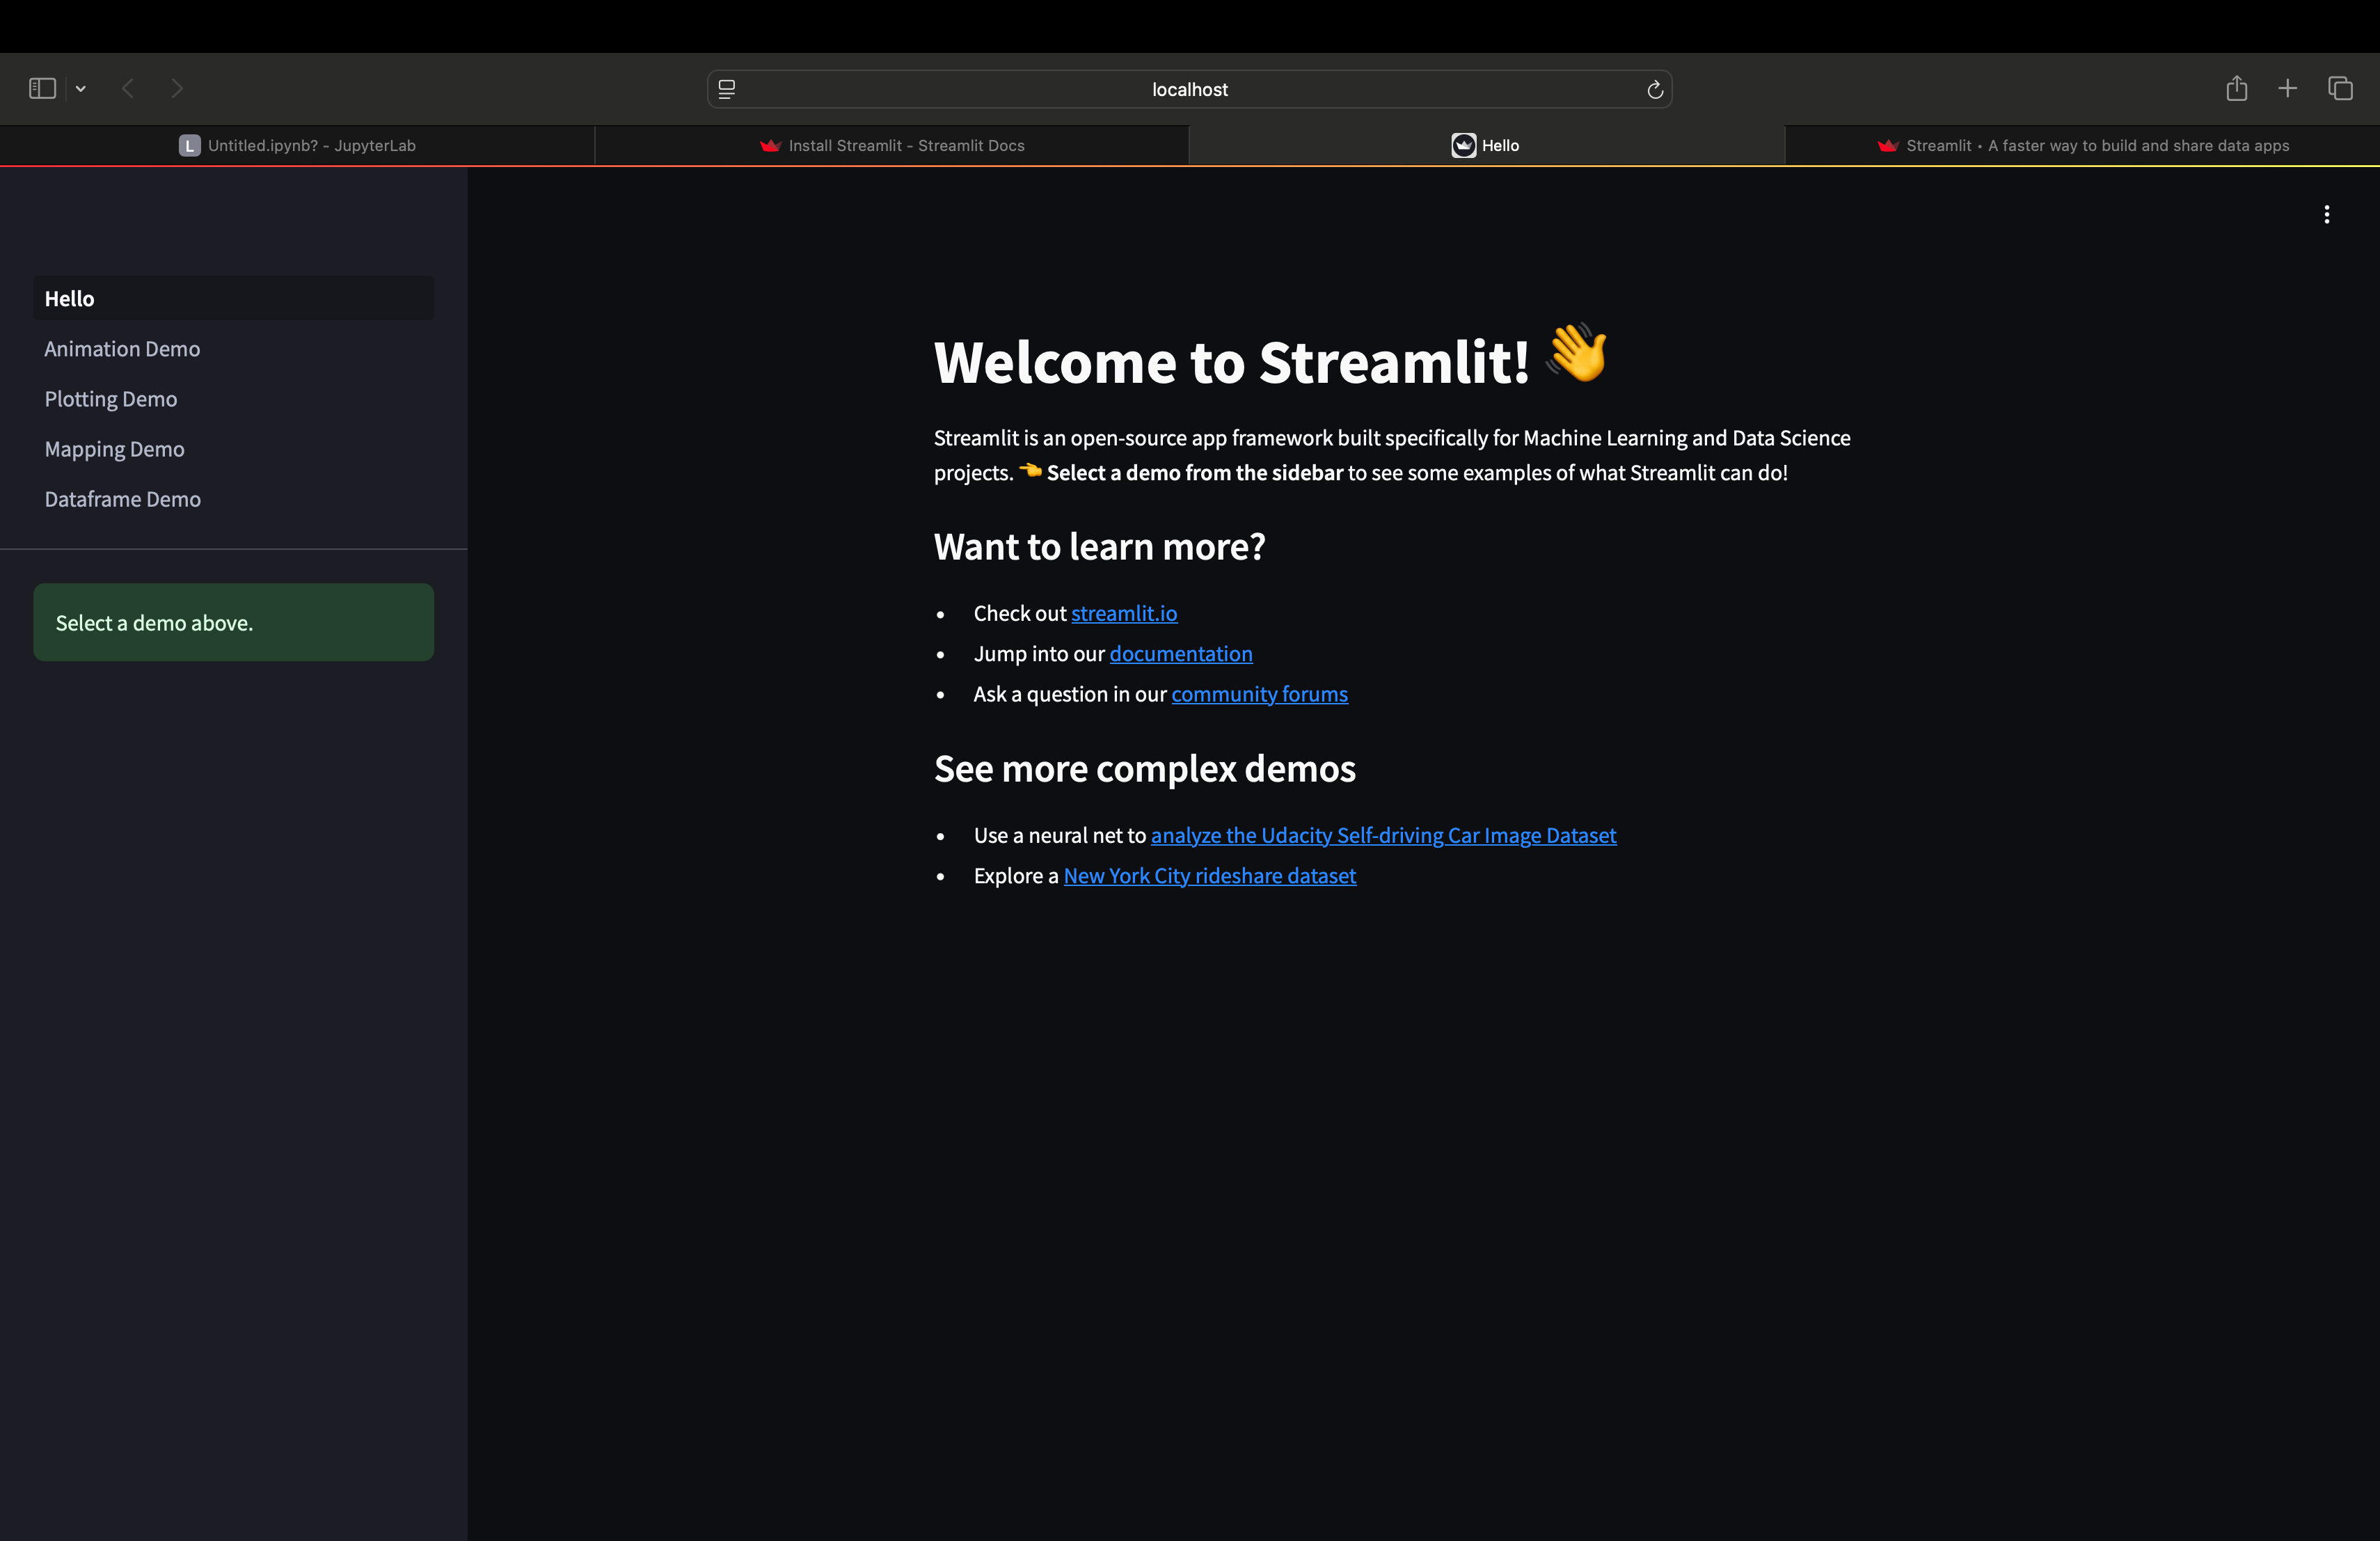 localhost
L Untitled.ipynb? - JupyterLab
Install Streamlit - Streamlit Docs
Hello
Streamlit • A faster way to build and share data apps
Hello
Animation Demo
Plotting Demo
Mapping Demo
Dataframe Demo
Select a demo above.
Welcome to Streamlit! 👋
Streamlit is an open-source app framework built specifically for Machine Learning and Data Science
projects. 👈 Select a demo from the sidebar to see some examples of what Streamlit can do!
Want to learn more?
• Check out streamlit.io
• Jump into our documentation
• Ask a question in our community forums
See more complex demos
• Use a neural net to analyze the Udacity Self-driving Car Image Dataset
• Explore a New York City rideshare dataset